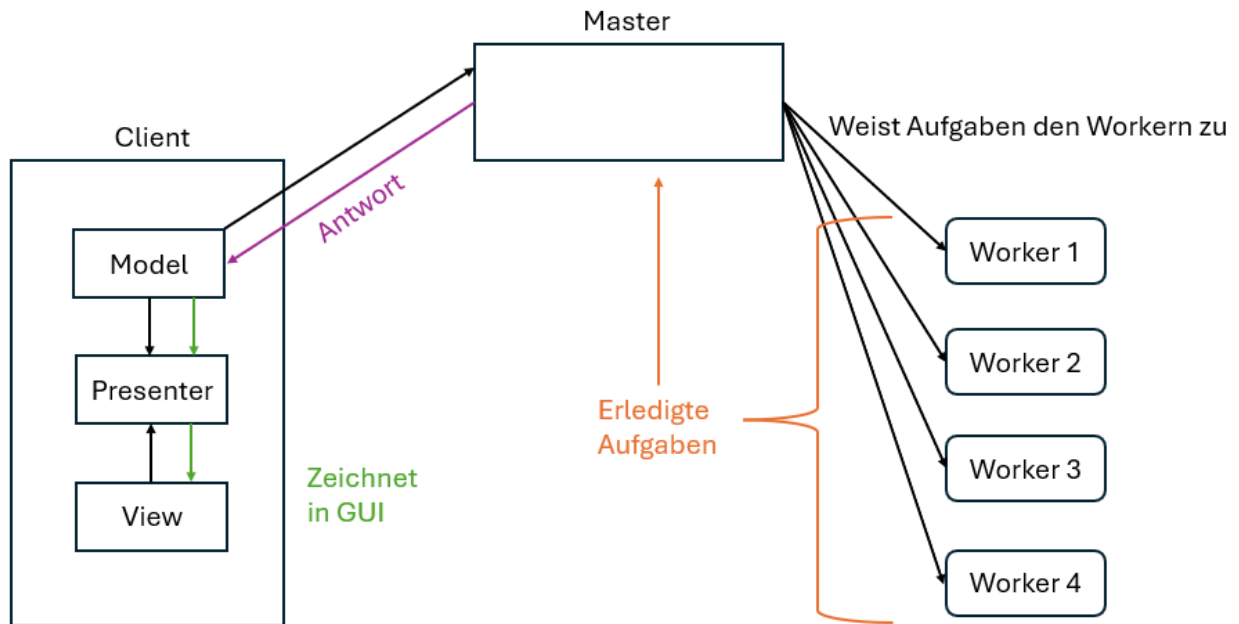 Master
Client
Weist Aufgaben den Workern zu
Antwort
Model
Presenter
View
Zeichnet
in GUI
Erledigte
Aufgaben
Worker 1
Worker 2
Worker 3
Worker 4